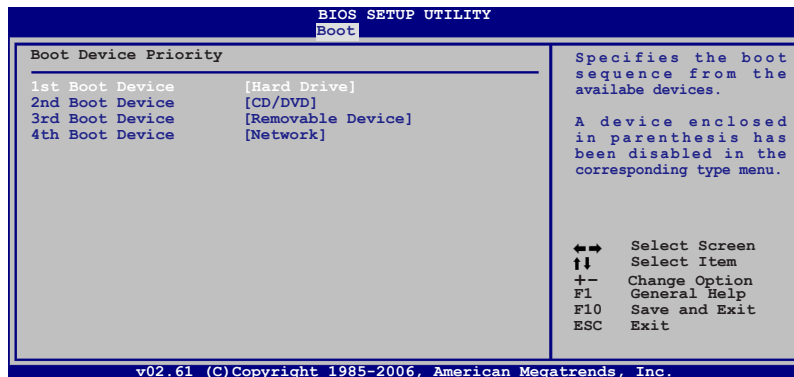 BIOS SETUP UTILITY
Boot
Boot Device Priority
1st Boot Device [Hard Drive]
2nd Boot Device [CD/DVD]
3rd Boot Device [Removable Device]
4th Boot Device [Network]
Specifies the boot
sequence from the
availabe devices.
A device enclosed
in parenthesis has
been disabled in the
corresponding type menu.
←→ Select Screen
↑↓ Select Item
+- Change Option
F1 General Help
F10 Save and Exit
ESC Exit
v02.61 (C)Copyright 1985-2006, American Megatrends, Inc.